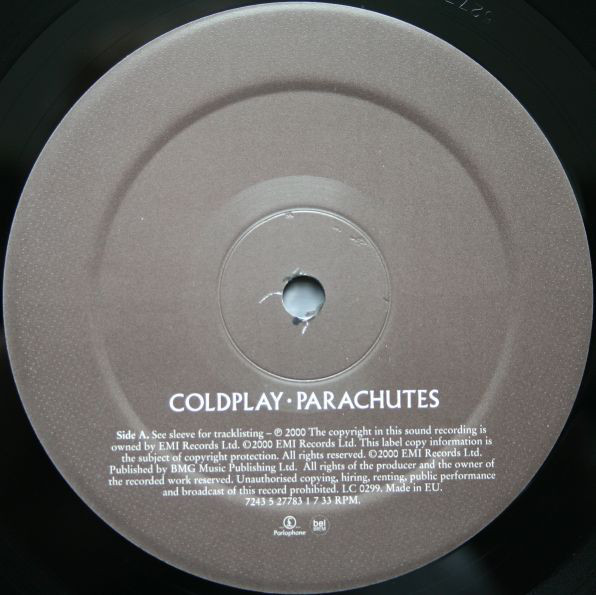 COLDPLAY · PARACHUTES
Side A. See sleeve for tracklisting – ℗ 2000 The copyright in this sound recording is
owned by EMI Records Ltd. ©2000 EMI Records Ltd. This label copy information is
the subject of copyright protection. All rights reserved. ©2000 EMI Records Ltd.
Published by BMG Music Publishing Ltd. All rights of the producer and the owner of
the recorded work reserved. Unauthorised copying, hiring, renting, public performance
and broadcast of this record prohibited. LC 0299. Made in EU.
7243 5 27783 1 7 33 RPM.
Parlophone